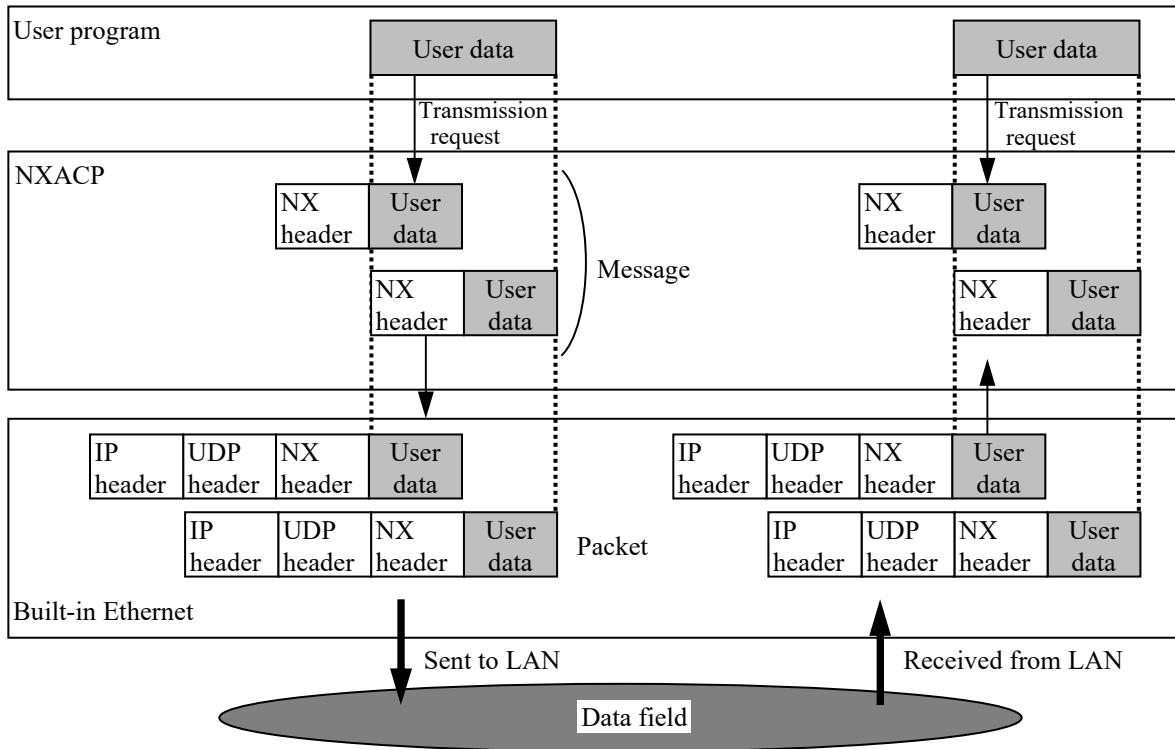 User program
User data
User data
Transmission
request
Transmission
request
NXACP
NX
header
User
data
NX
header
User
data
Message
NX
header
User
data
NX
header
User
data
IP
header
UDP
header
NX
header
User
data
IP
header
UDP
header
NX
header
User
data
IP
header
UDP
header
NX
header
User
data
Packet
IP
header
UDP
header
NX
header
User
data
Built-in Ethernet
Sent to LAN
Received from LAN
Data field